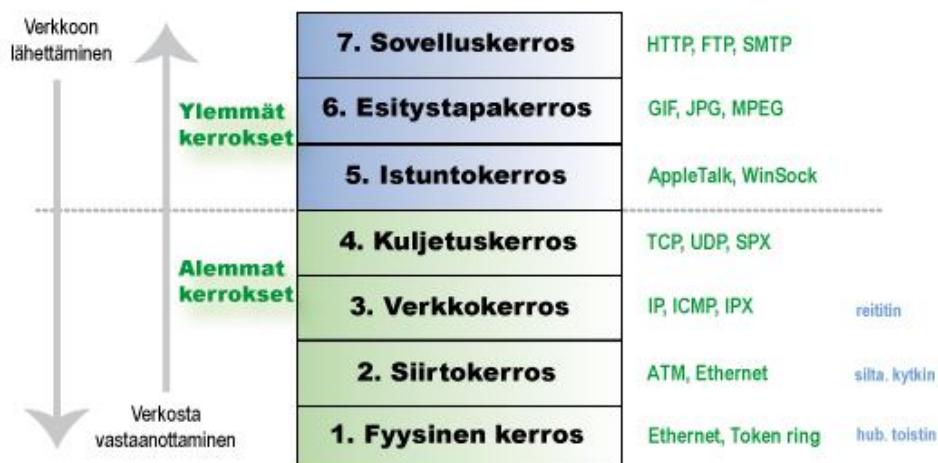 Verkkoon
lähettäminen
7. Sovelluskerros
HTTP, FTP, SMTP
Ylemmät
kerrokset
6. Esitystapakerros
GIF, JPG, MPEG
5. Istuntokerros
AppleTalk, WinSock
4. Kuljetuskerros
TCP, UDP, SPX
Alemmat
kerrokset
3. Verkkokerros
IP, ICMP, IPX
reititin
2. Siirtokerros
ATM, Ethernet
silta. kytkin
Verkosta
vastaanottaminen
1. Fyysinen kerros
Ethernet, Token ring
hub. toistin